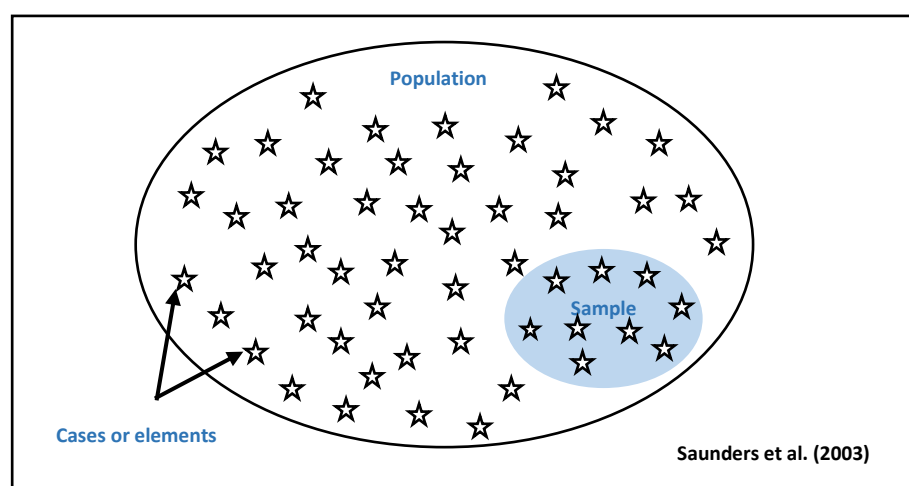 Population
Sample
Cases or elements
Saunders et al. (2003)